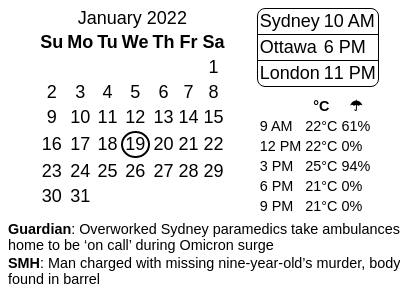 January 2022
Su Mo Tu We Th Fr Sa
1
2 3 4 5 6 7 8
9 10 11 12 13 14 15
16 17 18 19 20 21 22
23 24 25 26 27 28 29
30 31
Sydney 10 AM
Ottawa 6 PM
London 11 PM
°C ☂
9 AM 22°C 61%
12 PM 22°C 0%
3 PM 25°C 94%
6 PM 21°C 0%
9 PM 21°C 0%
Guardian: Overworked Sydney paramedics take ambulances
home to be ‘on call’ during Omicron surge
SMH: Man charged with missing nine-year-old’s murder, body
found in barrel